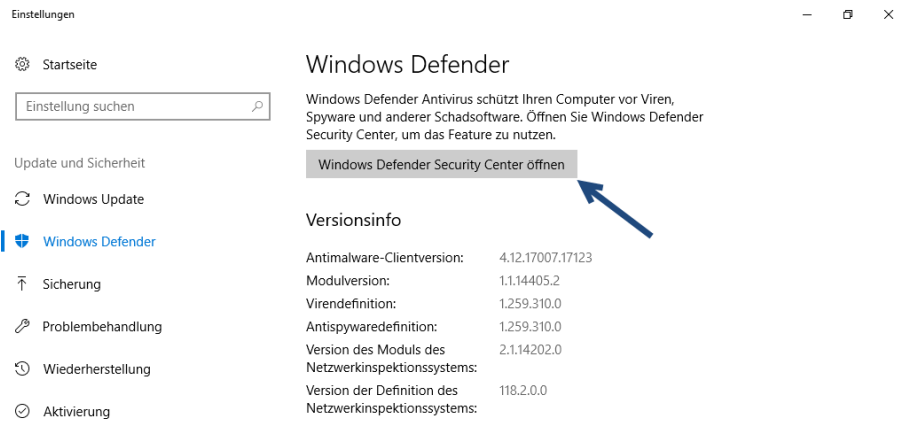 Einstellungen
Startseite
Einstellung suchen
Update und Sicherheit
Windows Update
Windows Defender
Sicherung
Problembehandlung
Wiederherstellung
Aktivierung
Windows Defender
Windows Defender Antivirus schützt Ihren Computer vor Viren,
Spyware und anderer Schadsoftware. Öffnen Sie Windows Defender
Security Center, um das Feature zu nutzen.
Windows Defender Security Center öffnen
Versionsinfo
Antimalware-Clientversion: 4.12.17007.17123
Modulversion: 1.1.14405.2
Virendefinition: 1.259.310.0
Antispywaredefinition: 1.259.310.0
Version des Moduls des 2.1.14202.0
Netzwerkinspektionssystems:
Version der Definition des 118.2.0.0
Netzwerkinspektionssystems: